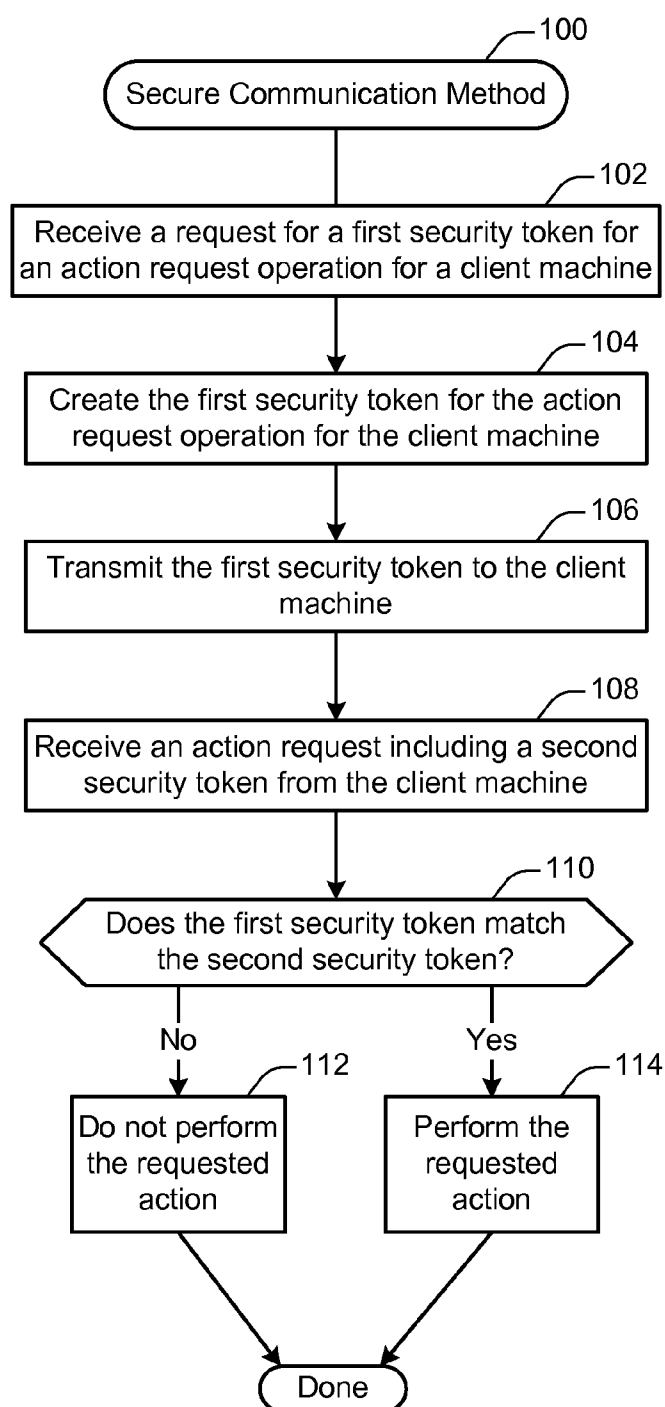 100
Secure Communication Method
102
Receive a request for a first security token for
an action request operation for a client machine
104
Create the first security token for the action
request operation for the client machine
106
Transmit the first security token to the client
machine
108
Receive an action request including a second
security token from the client machine
110
Does the first security token match
the second security token?
No
Yes
112
Do not perform
the requested
action
114
Perform the
requested
action
Done